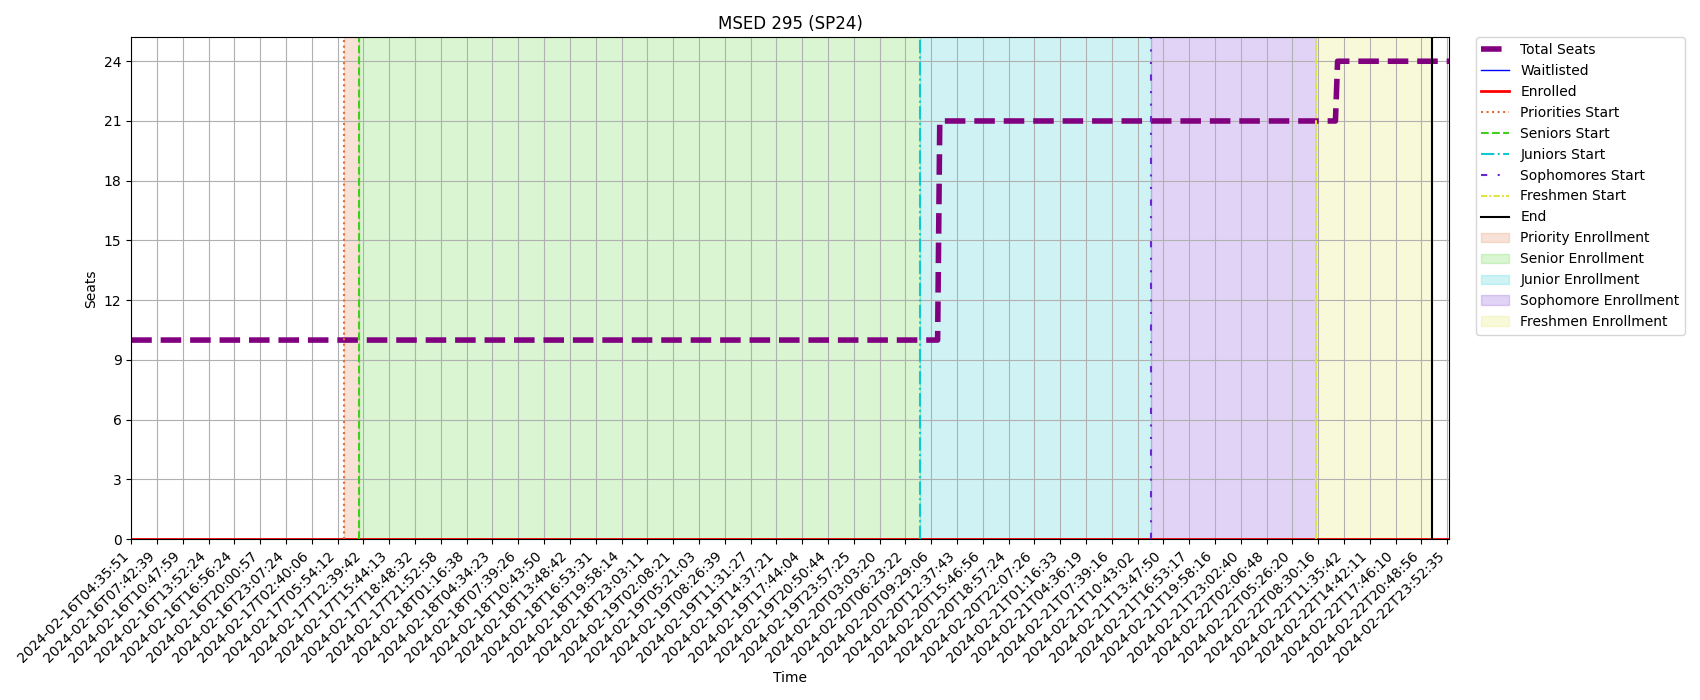 MSED 295 (SP24)
Seats
24
21
18
15
12
9
6
3
0
2024-02-16T04:35:51
2024-02-16T07:42:39
2024-02-16T10:47:59
2024-02-16T13:52:24
2024-02-16T16:56:24
2024-02-16T20:00:57
2024-02-16T23:07:24
2024-02-17T02:40:06
2024-02-17T05:54:12
2024-02-17T12:39:42
2024-02-17T15:44:13
2024-02-17T18:48:32
2024-02-17T21:52:58
2024-02-18T01:16:38
2024-02-18T04:34:23
2024-02-18T07:39:26
2024-02-18T10:43:50
2024-02-18T13:48:42
2024-02-18T16:53:31
2024-02-18T19:58:14
2024-02-18T23:03:11
2024-02-19T02:08:21
2024-02-19T05:21:03
2024-02-19T08:26:39
2024-02-19T11:31:27
2024-02-19T14:37:21
2024-02-19T17:44:04
2024-02-19T20:50:44
2024-02-19T23:57:25
2024-02-20T03:03:20
2024-02-20T06:23:22
2024-02-20T09:29:06
2024-02-20T12:37:43
2024-02-20T15:46:56
2024-02-20T18:57:24
2024-02-20T22:07:26
2024-02-21T01:16:33
2024-02-21T04:36:19
2024-02-21T07:39:16
2024-02-21T10:43:02
2024-02-21T13:47:50
2024-02-21T16:53:17
2024-02-21T19:58:16
2024-02-21T23:02:40
2024-02-22T02:06:48
2024-02-22T05:26:20
2024-02-22T08:30:16
2024-02-22T11:35:42
2024-02-22T14:42:11
2024-02-22T17:46:10
2024-02-22T20:48:56
2024-02-22T23:52:35
Time
Total Seats
Waitlisted
Enrolled
Priorities Start
Seniors Start
Juniors Start
Sophomores Start
Freshmen Start
End
Priority Enrollment
Senior Enrollment
Junior Enrollment
Sophomore Enrollment
Freshmen Enrollment